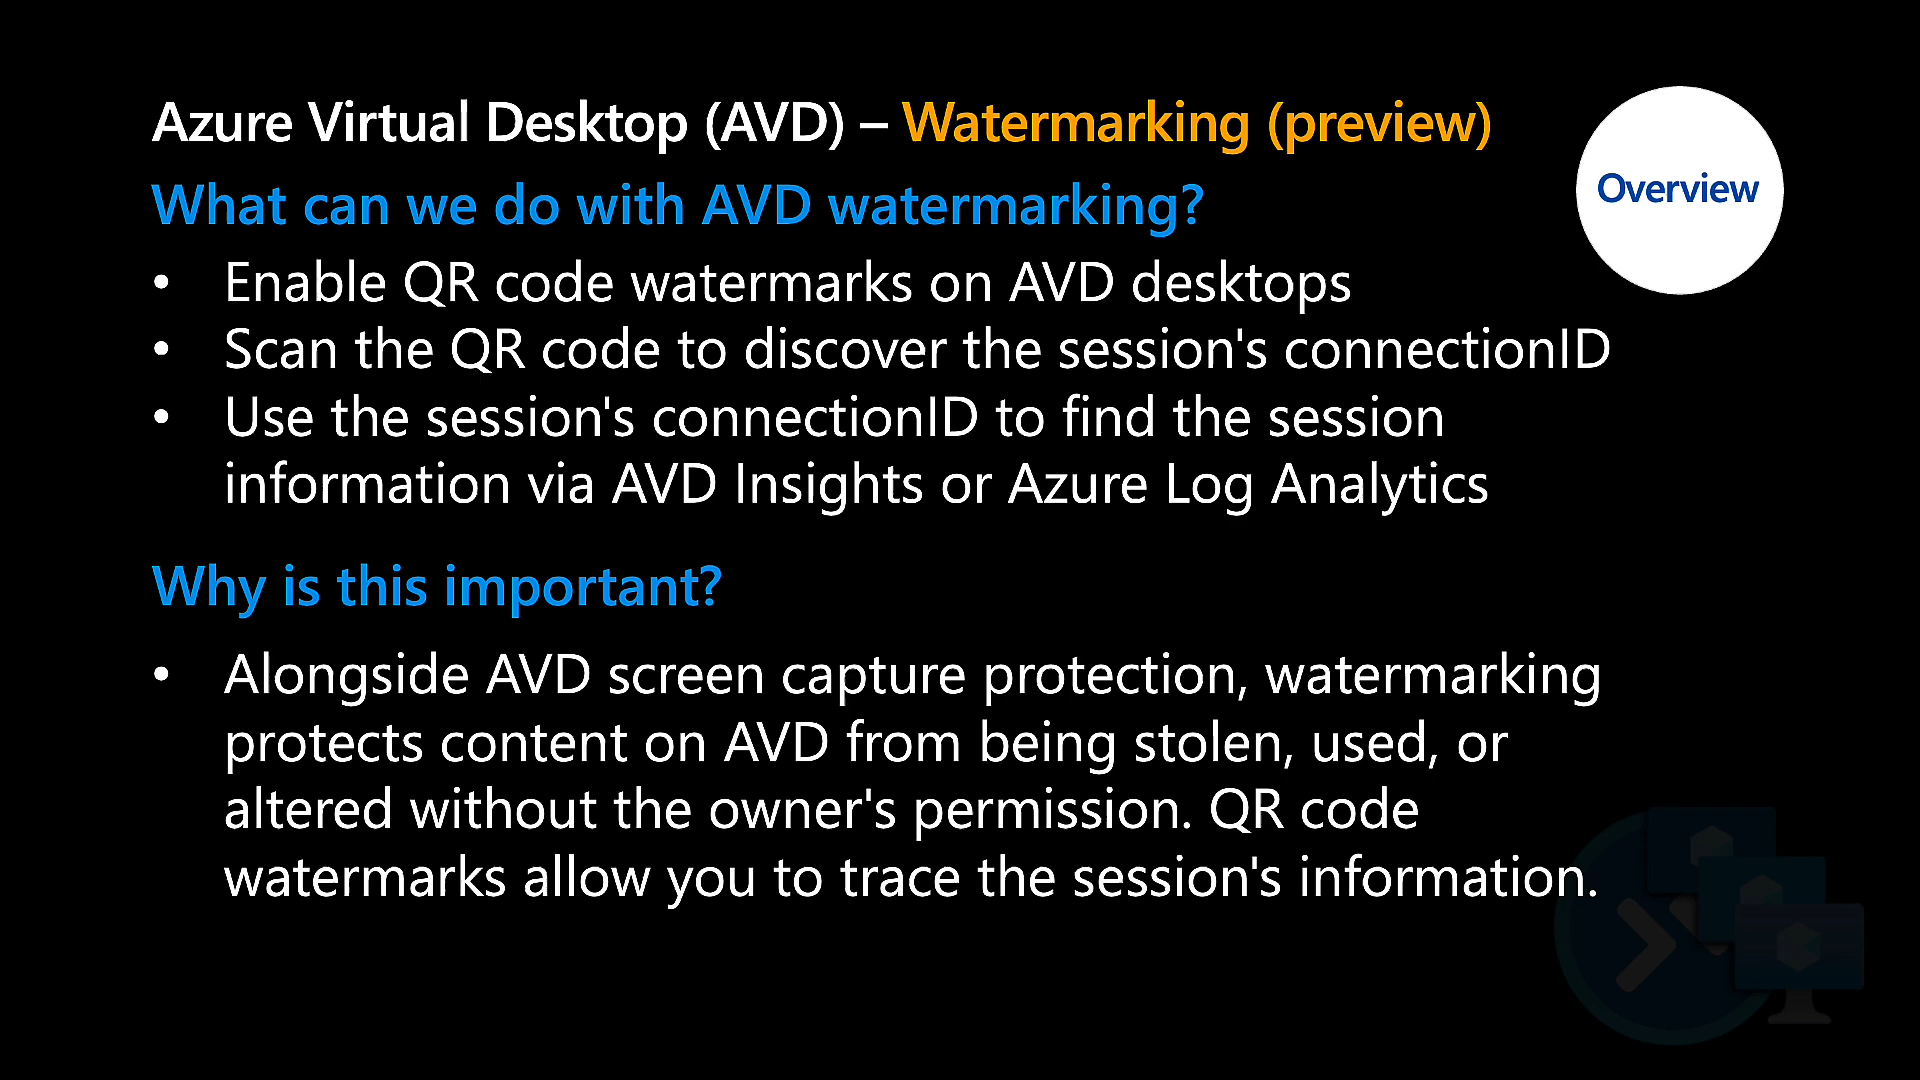 Azure Virtual Desktop (AVD) – Watermarking (preview)
Overview
What can we do with AVD watermarking?
• Enable QR code watermarks on AVD desktops
• Scan the QR code to discover the session's connectionID
• Use the session's connectionID to find the session
information via AVD Insights or Azure Log Analytics
Why is this important?
• Alongside AVD screen capture protection, watermarking
protects content on AVD from being stolen, used, or
altered without the owner's permission. QR code
watermarks allow you to trace the session's information.